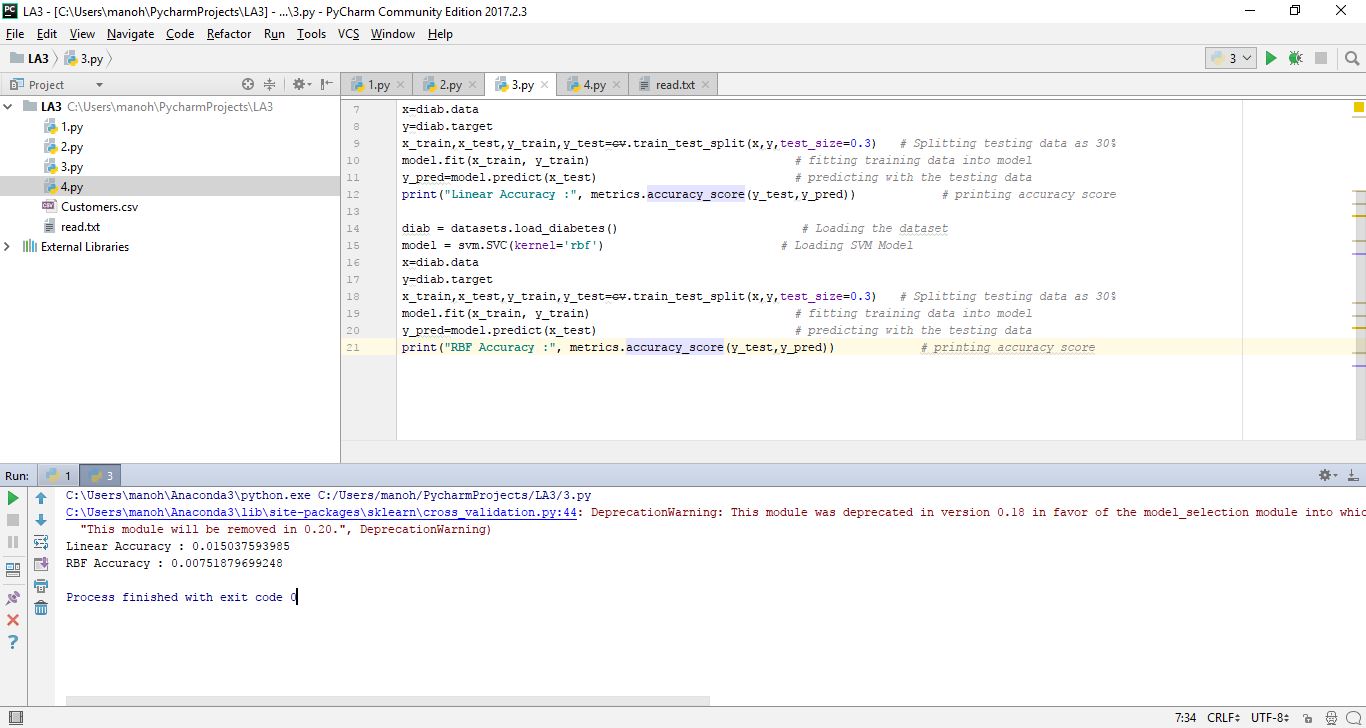 LA3 - [C:\Users\manoh\PycharmProjects\LA3] - ...\3.py - PyCharm Community Edition 2017.2.3
File Edit View Navigate Code Refactor Run Tools VCS Window Help
LA3 3.py 3
Project 1.py 2.py 3.py 4.py read.txt
LA3 C:\Users\manoh\PycharmProjects\LA3
1.py
2.py
3.py
4.py
Customers.csv
read.txt
External Libraries
7 x=diab.data
8 y=diab.target
9 x_train,x_test,y_train,y_test=cv.train_test_split(x,y,test_size=0.3) # Splitting testing data as 30%
10 model.fit(x_train, y_train) # fitting training data into model
11 y_pred=model.predict(x_test) # predicting with the testing data
12 print("Linear Accuracy :", metrics.accuracy_score(y_test,y_pred)) # printing accuracy score
13
14 diab = datasets.load_diabetes() # Loading the dataset
15 model = svm.SVC(kernel='rbf') # Loading SVM Model
16 x=diab.data
17 y=diab.target
18 x_train,x_test,y_train,y_test=cv.train_test_split(x,y,test_size=0.3) # Splitting testing data as 30%
19 model.fit(x_train, y_train) # fitting training data into model
20 y_pred=model.predict(x_test) # predicting with the testing data
21 print("RBF Accuracy :", metrics.accuracy_score(y_test,y_pred)) # printing accuracy score
Run: 1 3
C:\Users\manoh\Anaconda3\python.exe C:/Users/manoh/PycharmProjects/LA3/3.py
C:\Users\manoh\Anaconda3\lib\site-packages\sklearn\cross_validation.py:44: DeprecationWarning: This module was deprecated in version 0.18 in favor of the model_selection module into whic
"This module will be removed in 0.20.", DeprecationWarning)
Linear Accuracy : 0.015037593985
RBF Accuracy : 0.00751879699248
Process finished with exit code 0
7:34 CRLF UTF-8